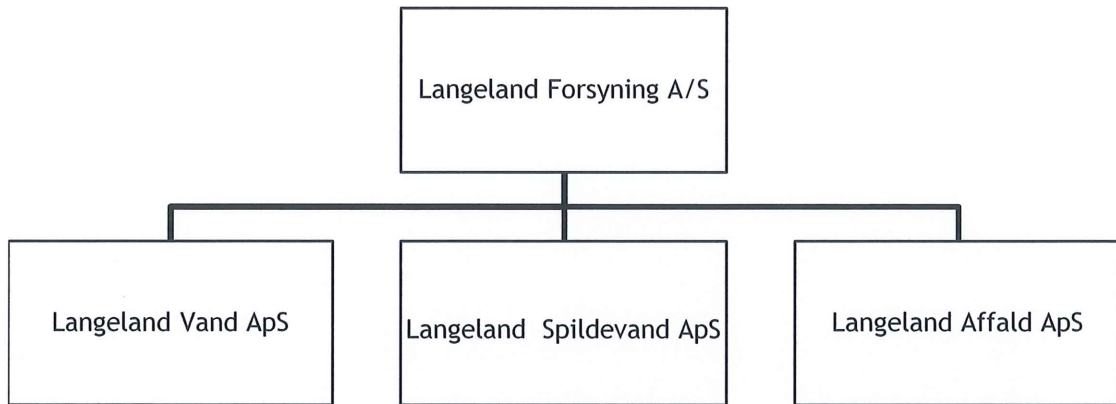 Langeland Forsyning A/S
Langeland Vand ApS
Langeland Spildevand ApS
Langeland Affald ApS